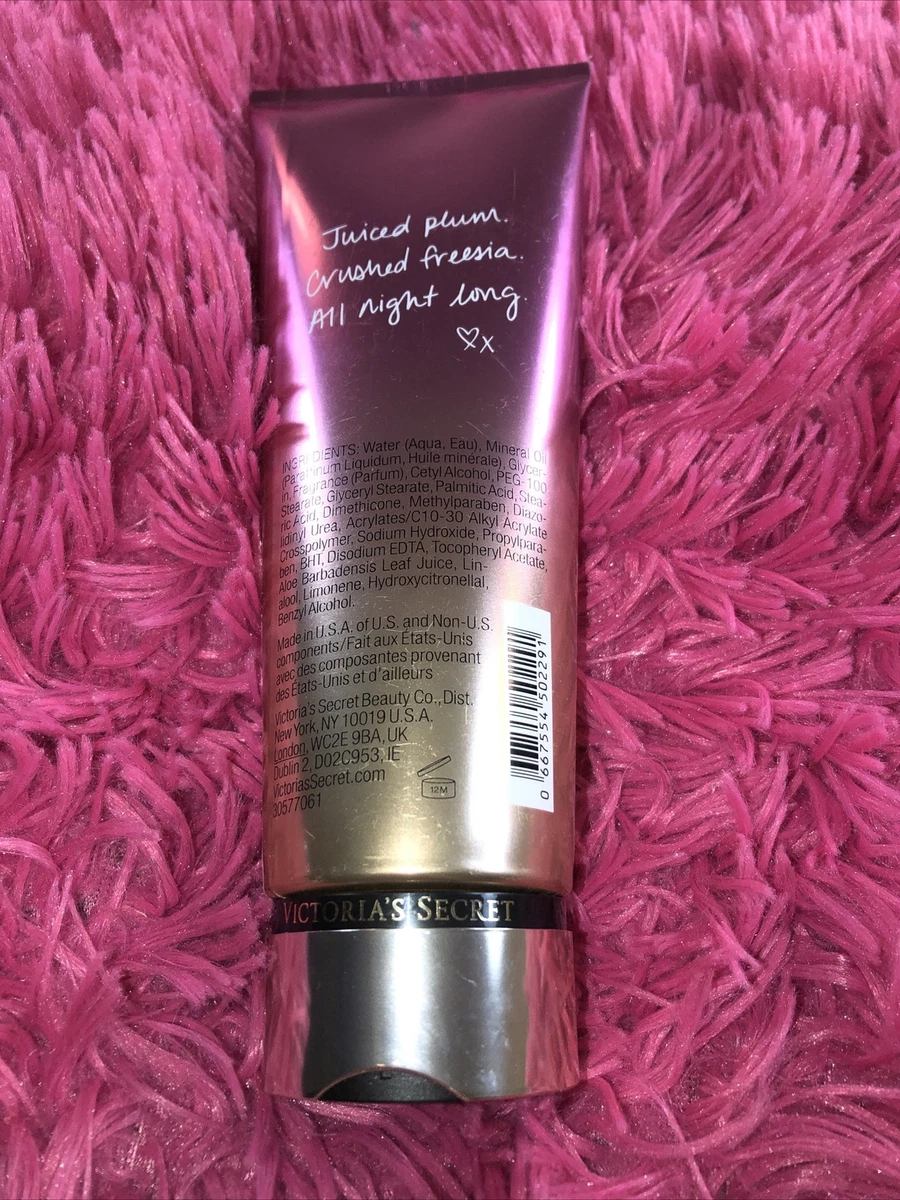 Juiced plum.
Crushed freesia.
All night long.
X
INGREDIENTS: Water (Aqua, Eau), Mineral Oil
(Paraffinum Liquidum, Huile minérale), Glycer-
in, Fragrance (Parfum), Cetyl Alcohol, PEG-100
Stearate, Glyceryl Stearate, Palmitic Acid, Stea-
ric Acid, Dimethicone, Methylparaben, Diazo-
lidinyl Urea, Acrylates/C10-30 Alkyl Acrylate
Crosspolymer, Sodium Hydroxide, Propylpara-
ben, BHT, Disodium EDTA, Tocopheryl Acetate,
Aloe Barbadensis Leaf Juice, Lin-
alool, Limonene, Hydroxycitronellal,
Benzyl Alcohol.
Made in U.S.A. of U.S. and Non-U.S.
components/Fait aux États-Unis
avec des composantes provenant
des États-Unis et d'ailleurs
Victoria's Secret Beauty Co., Dist.
New York, NY 10019 U.S.A.
London, WC2E 9BA, UK
Dublin 2, D02C953, IE
VictoriasSecret.com
30577061
12M
0 667554 502291
VICTORIA'S SECRET